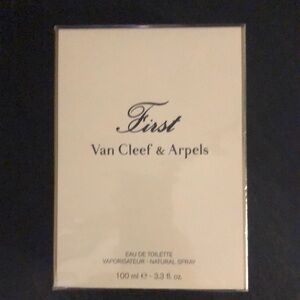 First
Van Cleef & Arpels
EAU DE TOILETTE
VAPORISATEUR - NATURAL SPRAY
100 ml ℮ - 3.3 fl. oz.